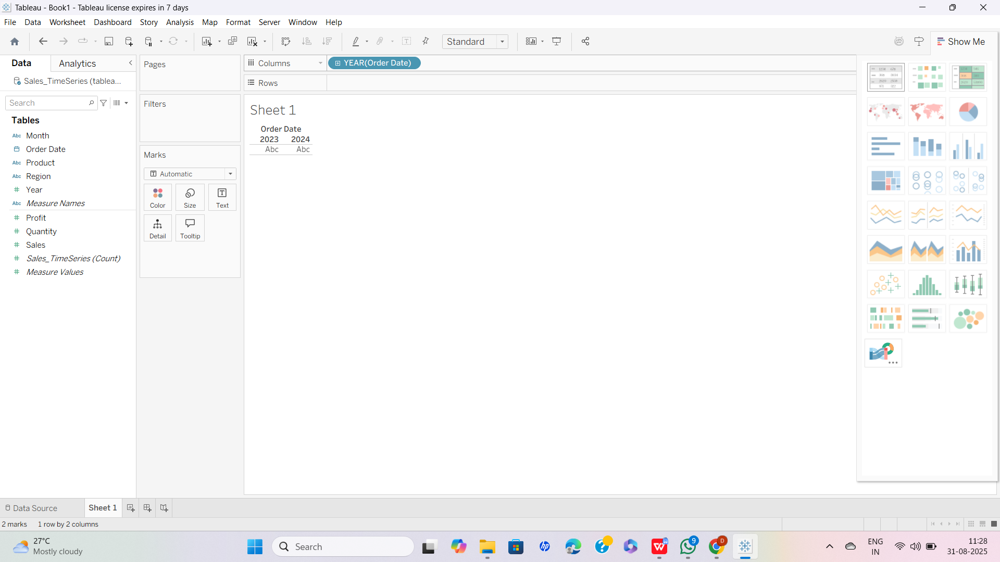 Tableau - Book1 - Tableau license expires in 7 days
File Data Worksheet Dashboard Story Analysis Map Format Server Window Help
Standard
Show Me
Data Analytics
Sales_TimeSeries (tablea...
Search
Tables
Abc Month
Order Date
Abc Product
Abc Region
Year
Abc Measure Names
Profit
Quantity
Sales
Sales_TimeSeries (Count)
Measure Values
Pages
Filters
Marks
Automatic
Color Size Text
Detail Tooltip
Columns YEAR(Order Date)
Rows
Sheet 1
Order Date
2023 2024
Abc Abc
Data Source Sheet 1
2 marks 1 row by 2 columns
27°C
Mostly cloudy
Search
hp
9
D
ENG
IN
11:28
31-08-2025